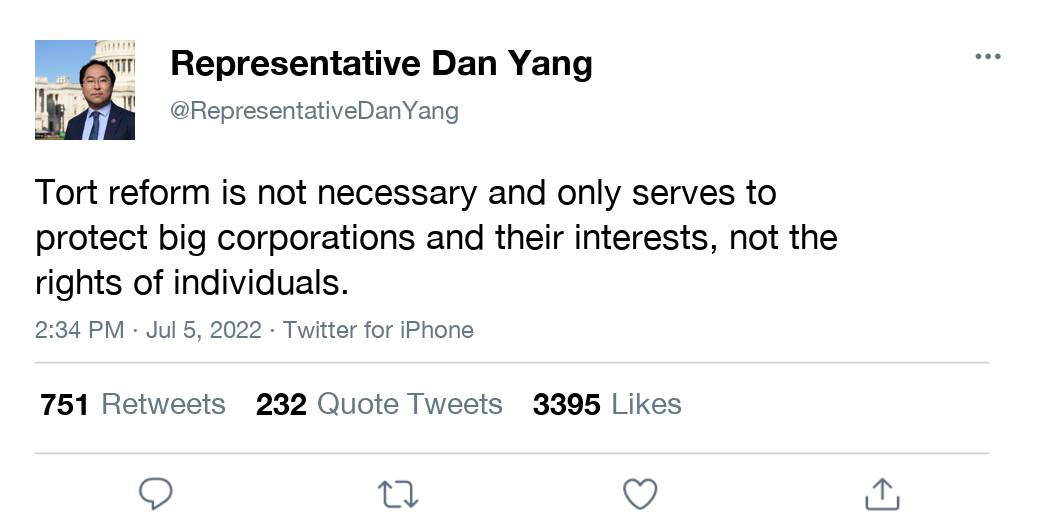 Representative Dan Yang
@RepresentativeDanYang
Tort reform is not necessary and only serves to
protect big corporations and their interests, not the
rights of individuals.
2:34 PM · Jul 5, 2022 · Twitter for iPhone
751 Retweets 232 Quote Tweets 3395 Likes